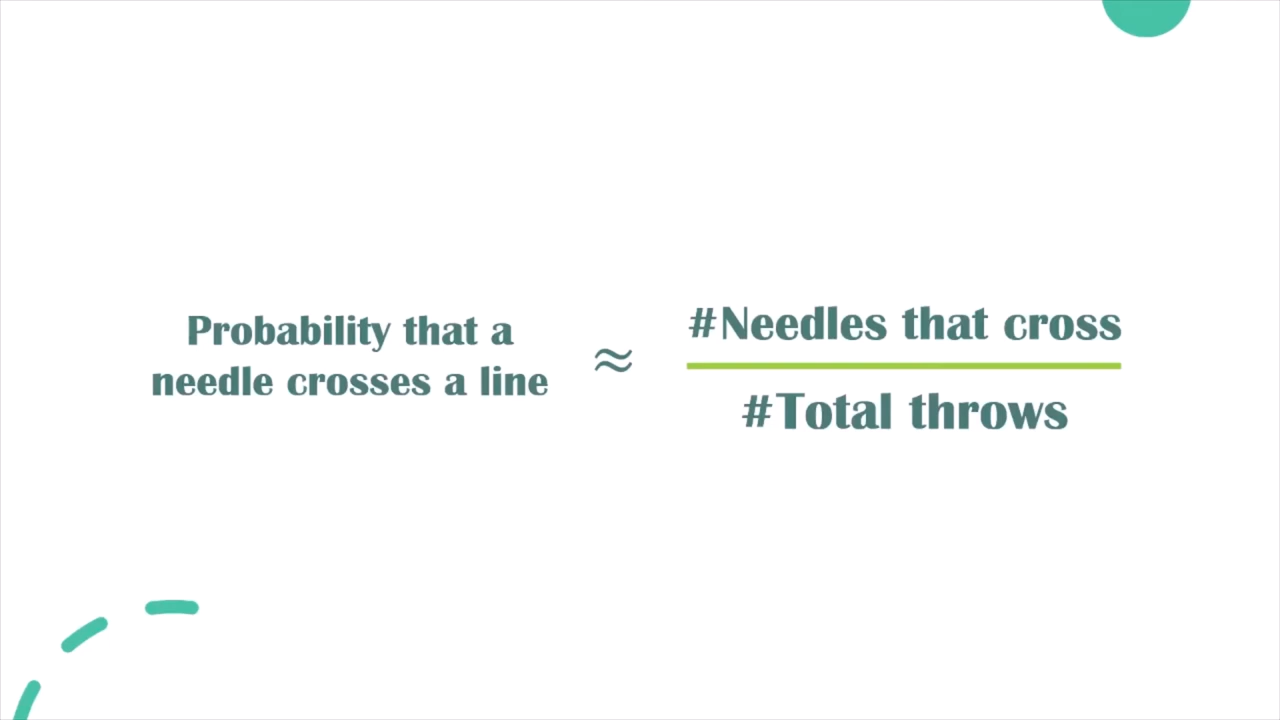 Probability that a
needle crosses a line
≈
#Needles that cross
#Total throws